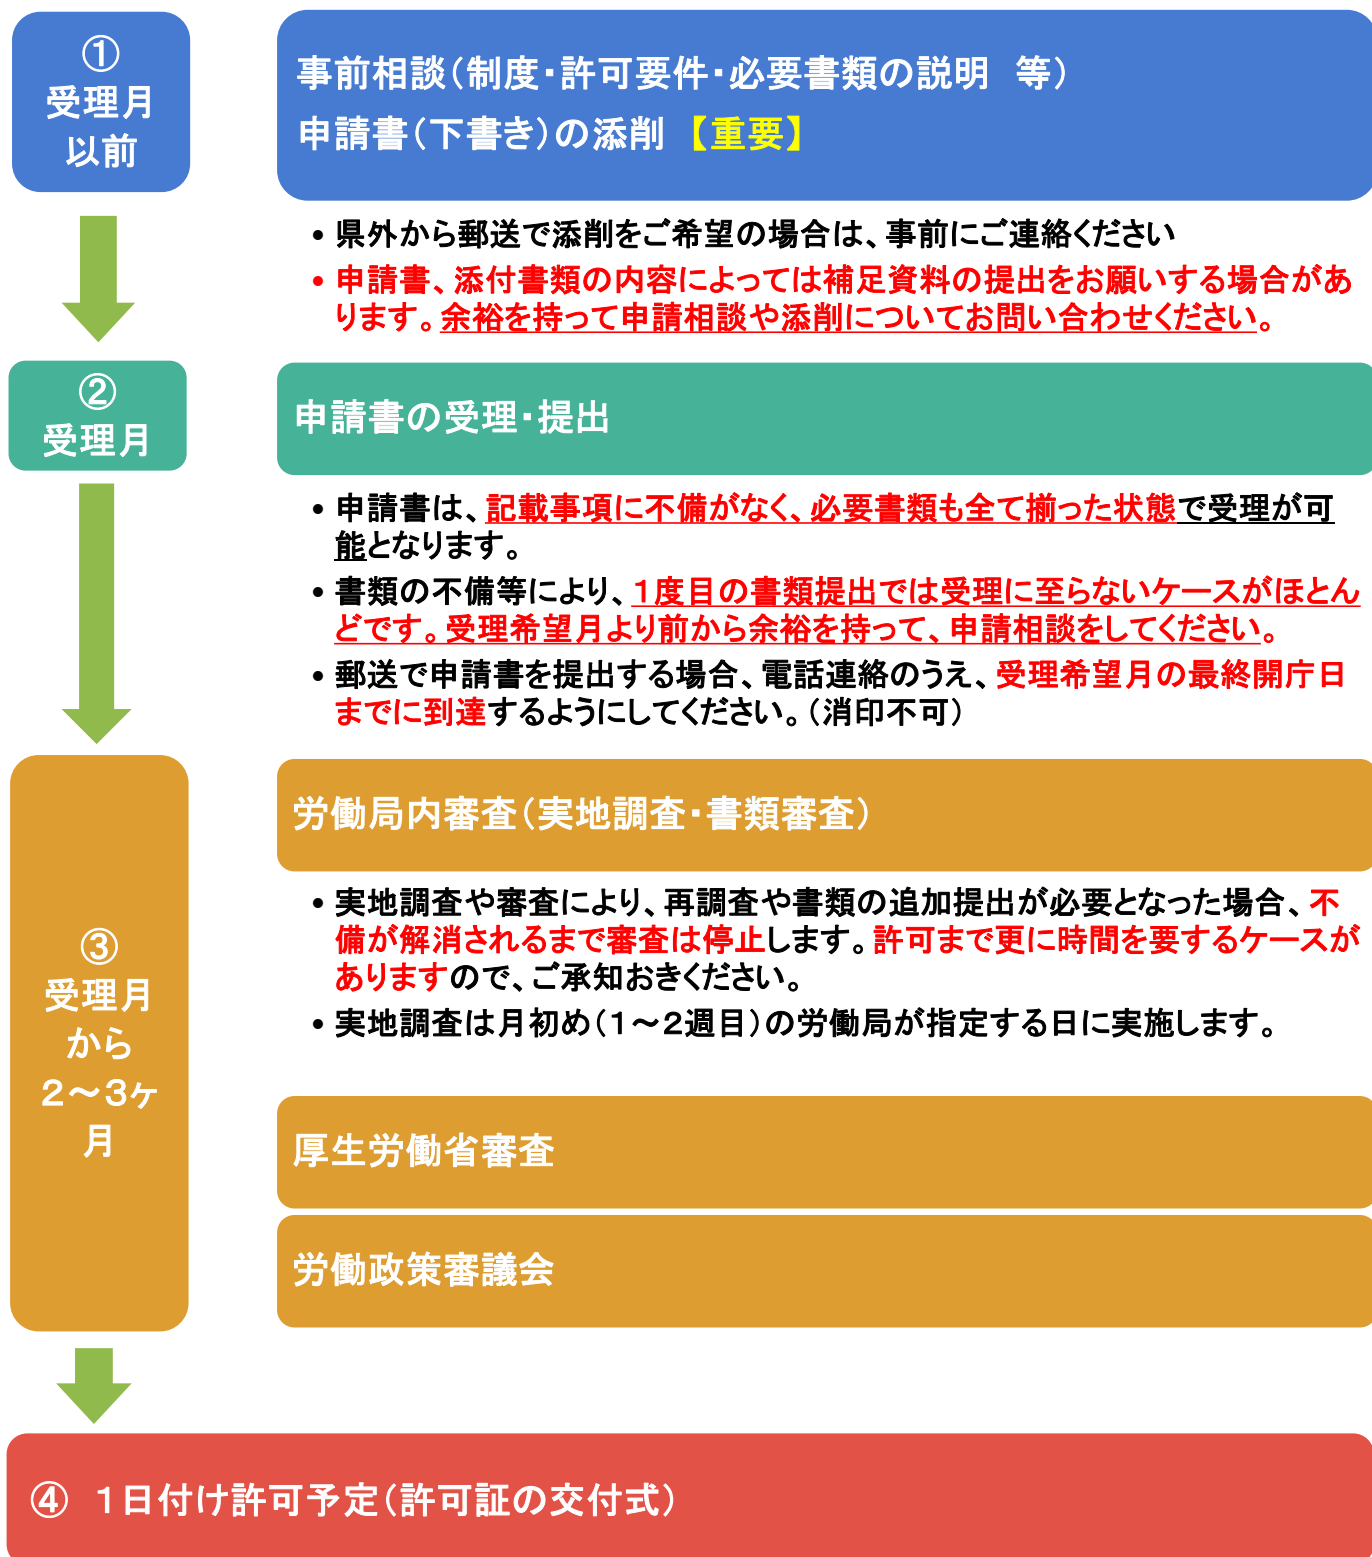 ①
受理月
以前
事前相談（制度・許可要件・必要書類の説明　等）
申請書（下書き）の添削　【重要】
• 県外から郵送で添削をご希望の場合は、事前にご連絡ください
• 申請書、添付書類の内容によっては補足資料の提出をお願いする場合があ
ります。余裕を持って申請相談や添削についてお問い合わせください。
②
受理月
申請書の受理・提出
• 申請書は、記載事項に不備がなく、必要書類も全て揃った状態で受理が可
能となります。
• 書類の不備等により、１度目の書類提出では受理に至らないケースがほとん
どです。受理希望月より前から余裕を持って、申請相談をしてください。
• 郵送で申請書を提出する場合、電話連絡のうえ、受理希望月の最終開庁日
までに到達するようにしてください。（消印不可）
③
受理月
から
２～３ヶ
月
労働局内審査（実地調査・書類審査）
• 実地調査や審査により、再調査や書類の追加提出が必要となった場合、不
備が解消されるまで審査は停止します。許可まで更に時間を要するケースが
ありますので、ご承知おきください。
• 実地調査は月初め（１～２週目）の労働局が指定する日に実施します。
厚生労働省審査
労働政策審議会
④　１日付け許可予定（許可証の交付式）